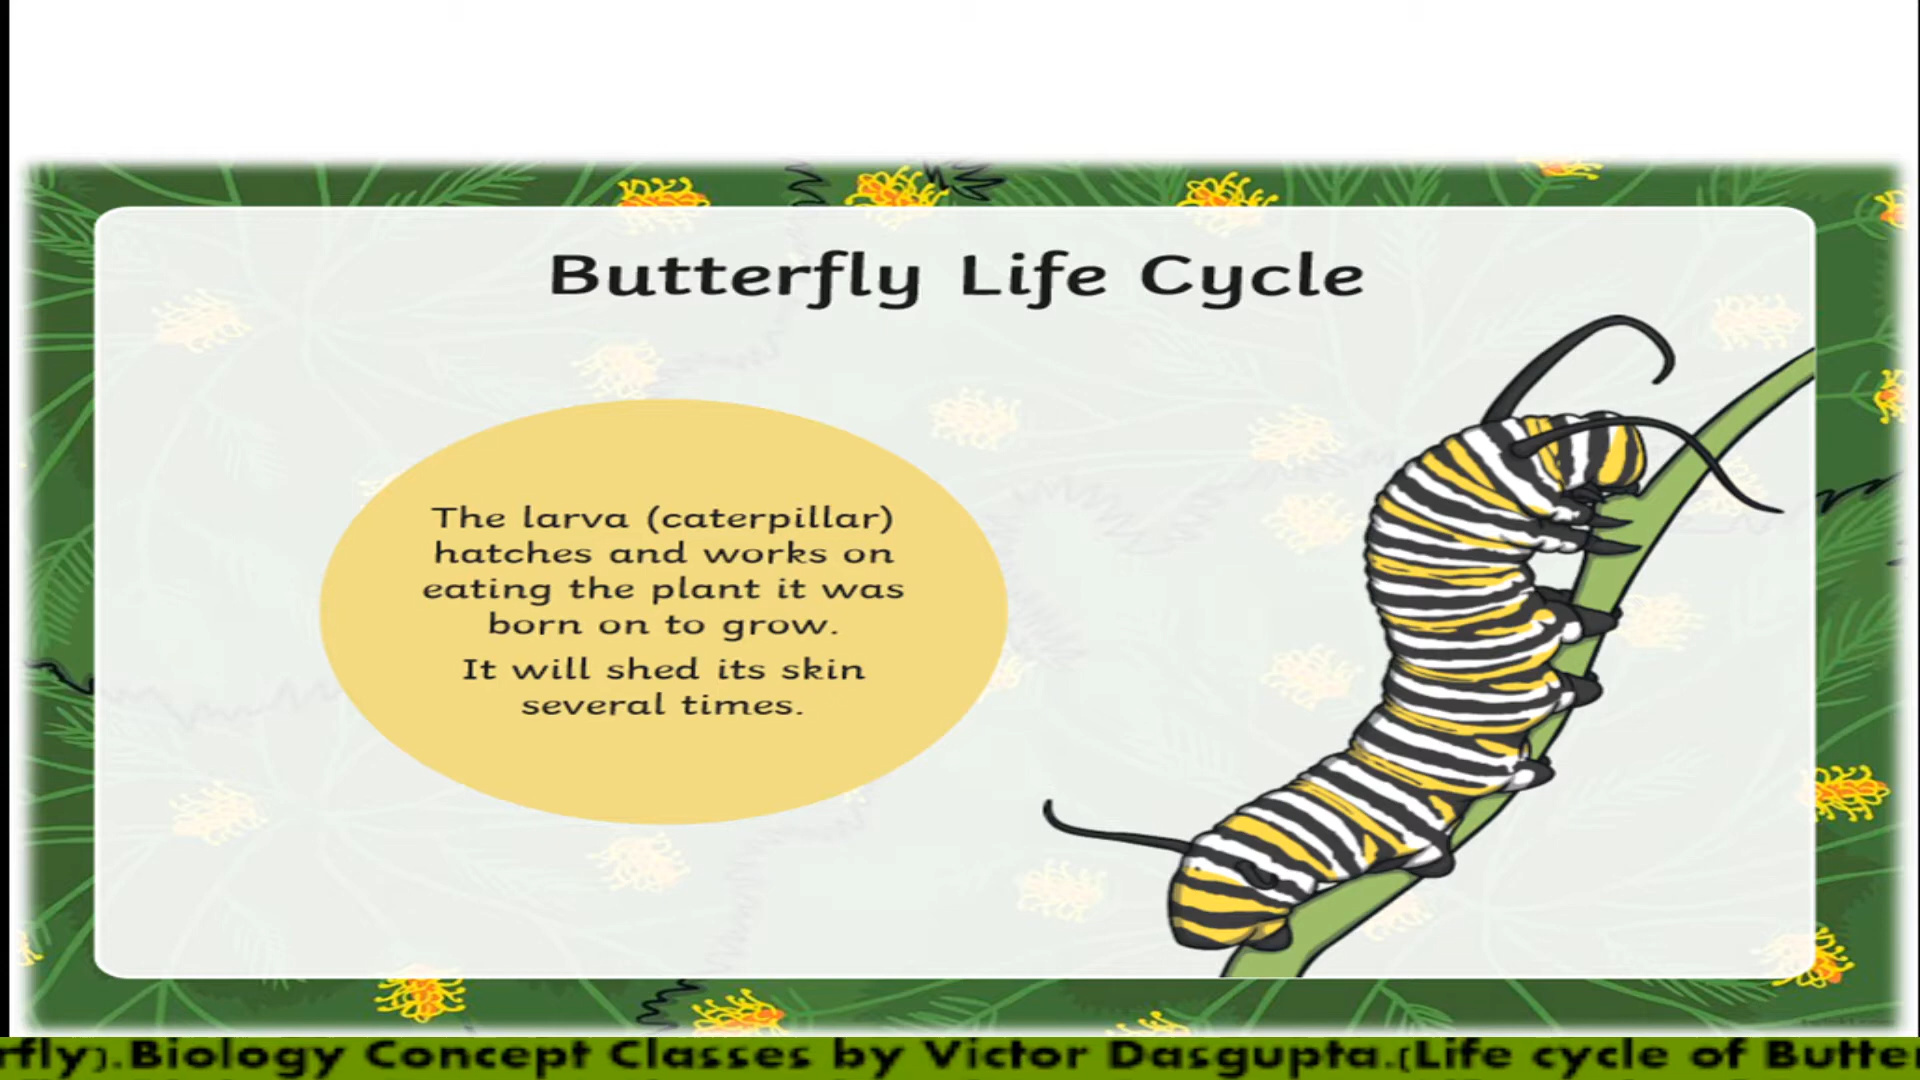 Butterfly Life Cycle
The larva (caterpillar)
hatches and works on
eating the plant it was
born on to grow.
It will shed its skin
several times.
rfly).Biology Concept Classes by Victor Dasgupta.(Life cycle of Butte